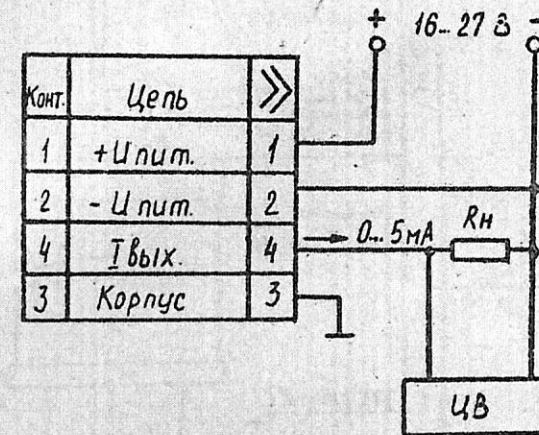 + 16...27 В -
Конт. Цепь
1 +Uпит. 1
2 -Uпит. 2
4 Iвых. 4
3 Корпус 3
0...5мА
Rн
ЦВ